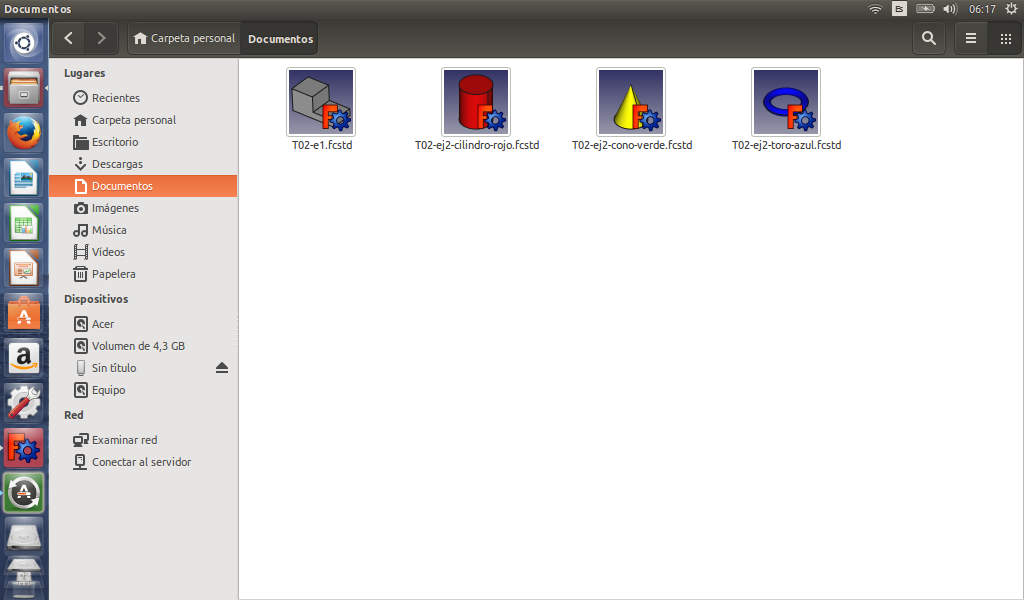 Documentos
Es
06:17
Carpeta personal
Documentos
Lugares
Recientes
Carpeta personal
Escritorio
Descargas
Documentos
Imágenes
Música
Vídeos
Papelera
Dispositivos
Acer
Volumen de 4,3 GB
Sin título
Equipo
Red
Examinar red
Conectar al servidor
T02-e1.fcstd
T02-ej2-cilindro-rojo.fcstd
T02-ej2-cono-verde.fcstd
T02-ej2-toro-azul.fcstd